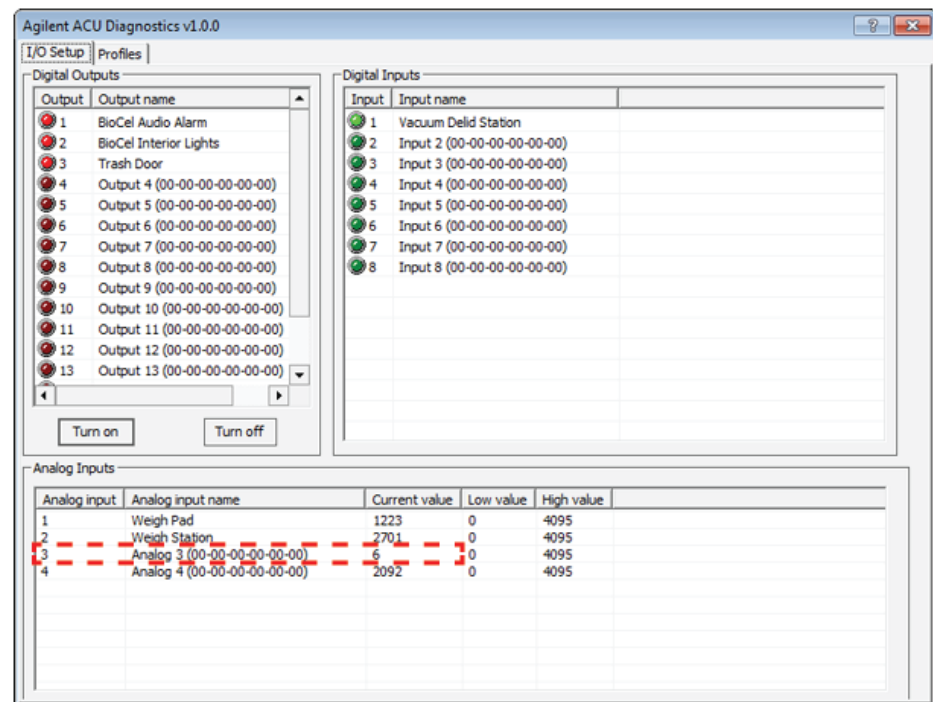 Agilent ACU Diagnostics v1.0.0
?
I/O Setup Profiles
Digital Outputs
Output Output name
1 BioCel Audio Alarm
2 BioCel Interior Lights
3 Trash Door
4 Output 4 (00-00-00-00-00-00)
5 Output 5 (00-00-00-00-00-00)
6 Output 6 (00-00-00-00-00-00)
7 Output 7 (00-00-00-00-00-00)
8 Output 8 (00-00-00-00-00-00)
9 Output 9 (00-00-00-00-00-00)
10 Output 10 (00-00-00-00-00-00)
11 Output 11 (00-00-00-00-00-00)
12 Output 12 (00-00-00-00-00-00)
13 Output 13 (00-00-00-00-00-00)
Turn on Turn off
Digital Inputs
Input Input name
1 Vacuum Delid Station
2 Input 2 (00-00-00-00-00-00)
3 Input 3 (00-00-00-00-00-00)
4 Input 4 (00-00-00-00-00-00)
5 Input 5 (00-00-00-00-00-00)
6 Input 6 (00-00-00-00-00-00)
7 Input 7 (00-00-00-00-00-00)
8 Input 8 (00-00-00-00-00-00)
Analog Inputs
Analog input Analog input name Current value Low value High value
1 Weigh Pad 1223 0 4095
2 Weigh Station 2701 0 4095
3 Analog 3 (00-00-00-00-00-00) 6 0 4095
4 Analog 4 (00-00-00-00-00-00) 2092 0 4095